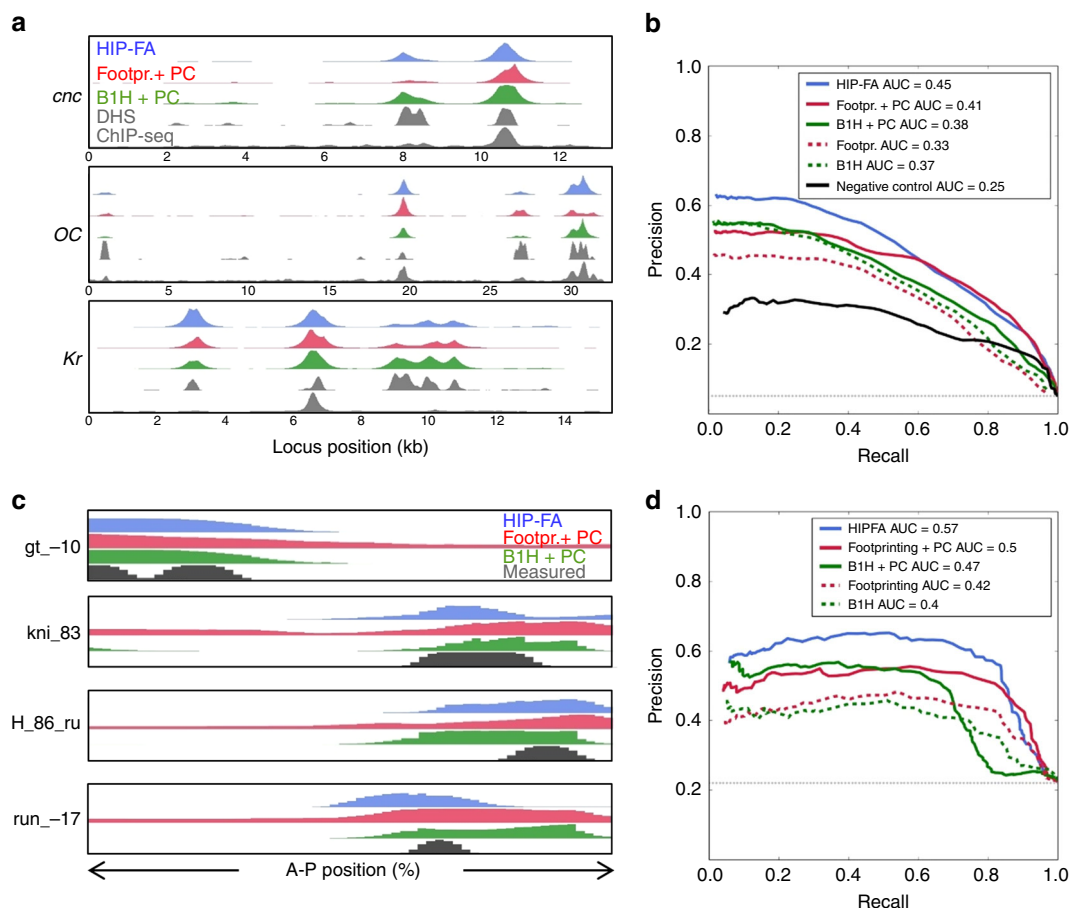 a
cnc
HIP-FA
Footpr.+ PC
B1H + PC
DHS
ChIP-seq
0 2 4 6 8 10 12
OC
0 5 10 15 20 25 30
Kr
0 2 4 6 8 10 12 14
Locus position (kb)
b
1.0
0.8
0.6
0.4
0.2
Precision
HIP-FA AUC = 0.45
Footpr. + PC AUC = 0.41
B1H + PC AUC = 0.38
Footpr. AUC = 0.33
B1H AUC = 0.37
Negative control AUC = 0.25
0.0 0.2 0.4 0.6 0.8 1.0
Recall
c
gt_−10
HIP-FA
Footpr.+ PC
B1H + PC
Measured
kni_83
H_86_ru
run_−17
A-P position (%)
d
1.0
0.8
0.6
0.4
0.2
Precision
HIPFA AUC = 0.57
Footprinting + PC AUC = 0.5
B1H + PC AUC = 0.47
Footprinting AUC = 0.42
B1H AUC = 0.4
0.0 0.2 0.4 0.6 0.8 1.0
Recall